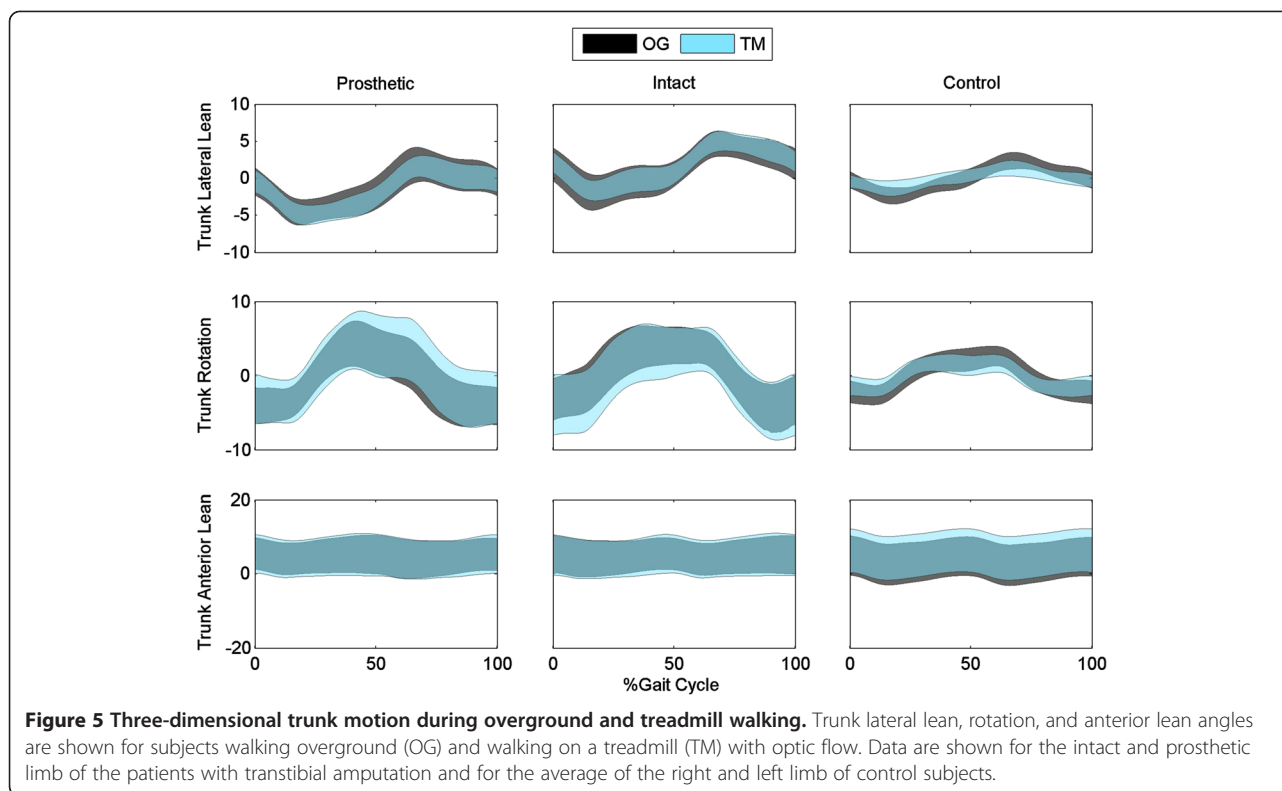 OG TM
Prosthetic Intact Control
Trunk Lateral Lean
10
5
0
-5
-10
Trunk Rotation
10
0
-10
Trunk Anterior Lean
20
0
-20
0 50 100 0 50 100 0 50 100
%Gait Cycle
Figure 5 Three-dimensional trunk motion during overground and treadmill walking. Trunk lateral lean, rotation, and anterior lean angles
are shown for subjects walking overground (OG) and walking on a treadmill (TM) with optic flow. Data are shown for the intact and prosthetic
limb of the patients with transtibial amputation and for the average of the right and left limb of control subjects.